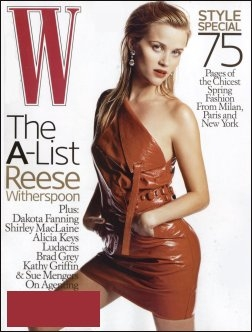 W
STYLE
SPECIAL
75
Pages of
the Chicest
Spring
Fashion
From Milan,
Paris and
New York
The
A-List
Reese
Witherspoon
Plus:
Dakota Fanning
Shirley MacLaine
Alicia Keys
Ludacris
Brad Grey
Kathy Griffin
& Sue Mengers
On Agenting